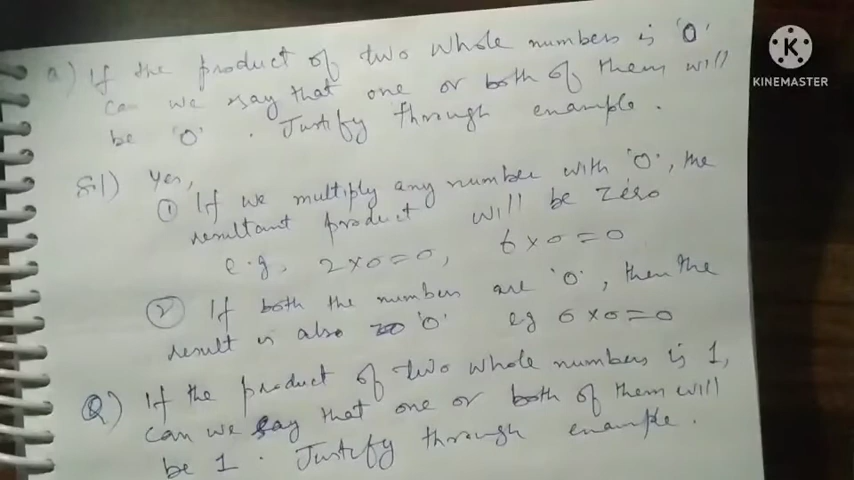 a) If the product of two whole numbers is '0'
can we say that one or both of them will
be '0'. Justify through example.
Sol) Yes,
① If we multiply any number with '0', the
resultant product will be zero
e.g, 2×0=0, 6×0=0
② If both the numbers are '0', then the
result is also '0' eg 0×0=0
Q) If the product of two whole numbers is 1,
can we say that one or both of them will
be 1. Justify through example.
KINEMASTER